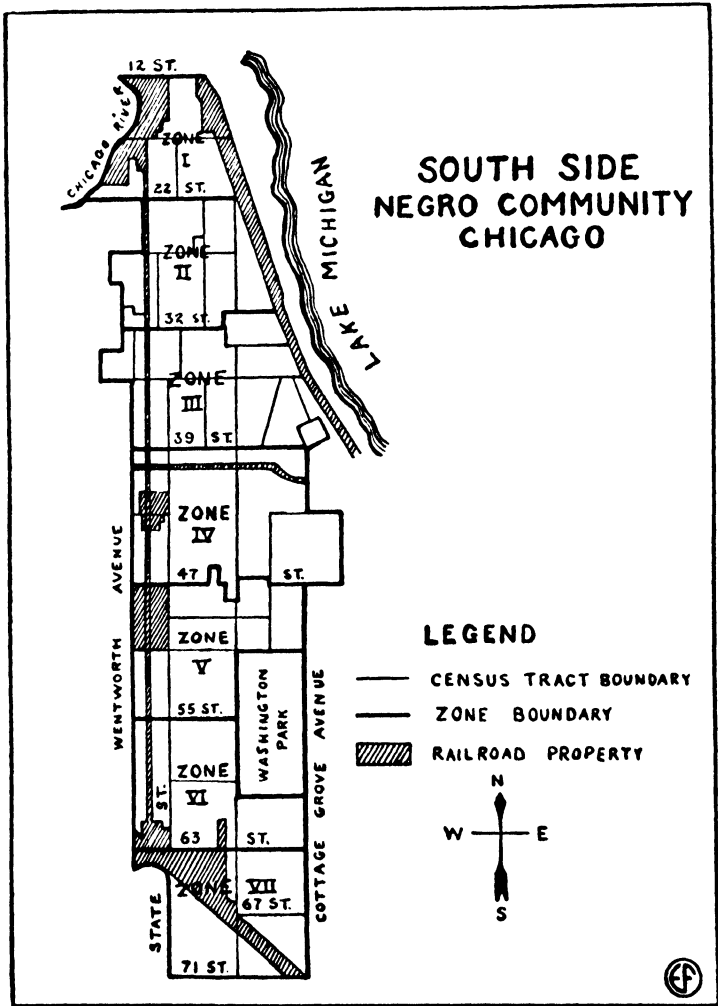 12 ST.
CHICAGO RIVER
ZONE
I
22 ST.
ZONE
II
32 ST.
ZONE
III
39 ST.
LAKE MICHIGAN
SOUTH SIDE
NEGRO COMMUNITY
CHICAGO
ZONE
IV
47 ST.
ZONE
V
55 ST.
WENTWORTH AVENUE
WASHINGTON
PARK
COTTAGE GROVE AVENUE
ZONE
VI
63 ST.
ZONE VII
67 ST.
71 ST.
STATE ST.
LEGEND
CENSUS TRACT BOUNDARY
ZONE BOUNDARY
RAILROAD PROPERTY
N
W E
S
EF